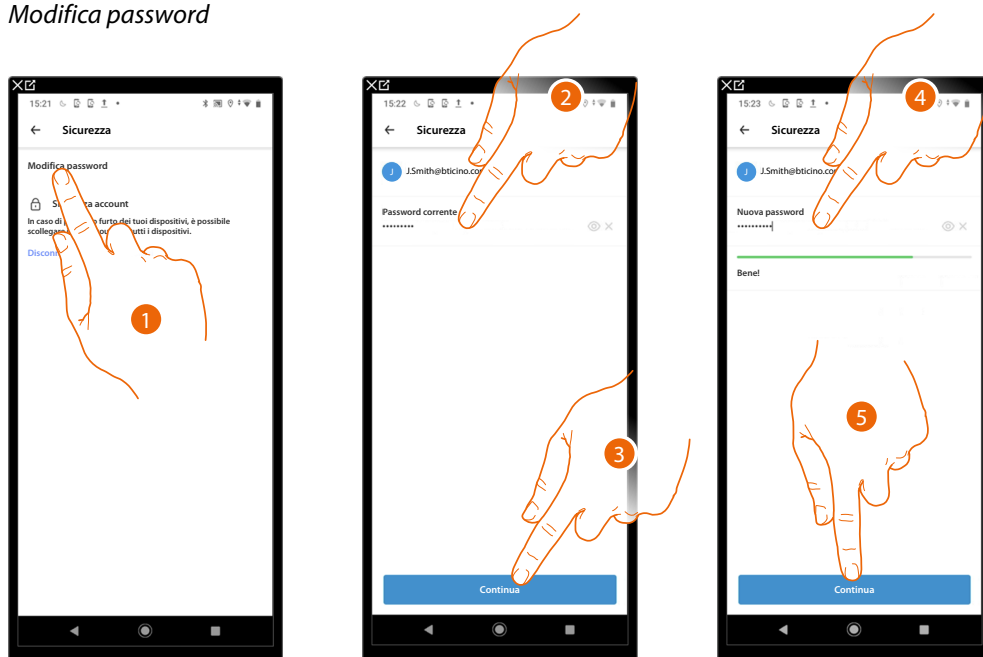 Modifica password
15:21
Sicurezza
Modifica password
account
In caso di furto dei tuoi dispositivi, è possibile
scollegare tutti i dispositivi.
1
15:22
2
Sicurezza
J
J.Smith@bticino.co
Password corrente
•••••••••
3
Continua
15:23
4
Sicurezza
J
J.Smith@bticino.co
Nuova password
••••••••••
Bene!
5
Continua